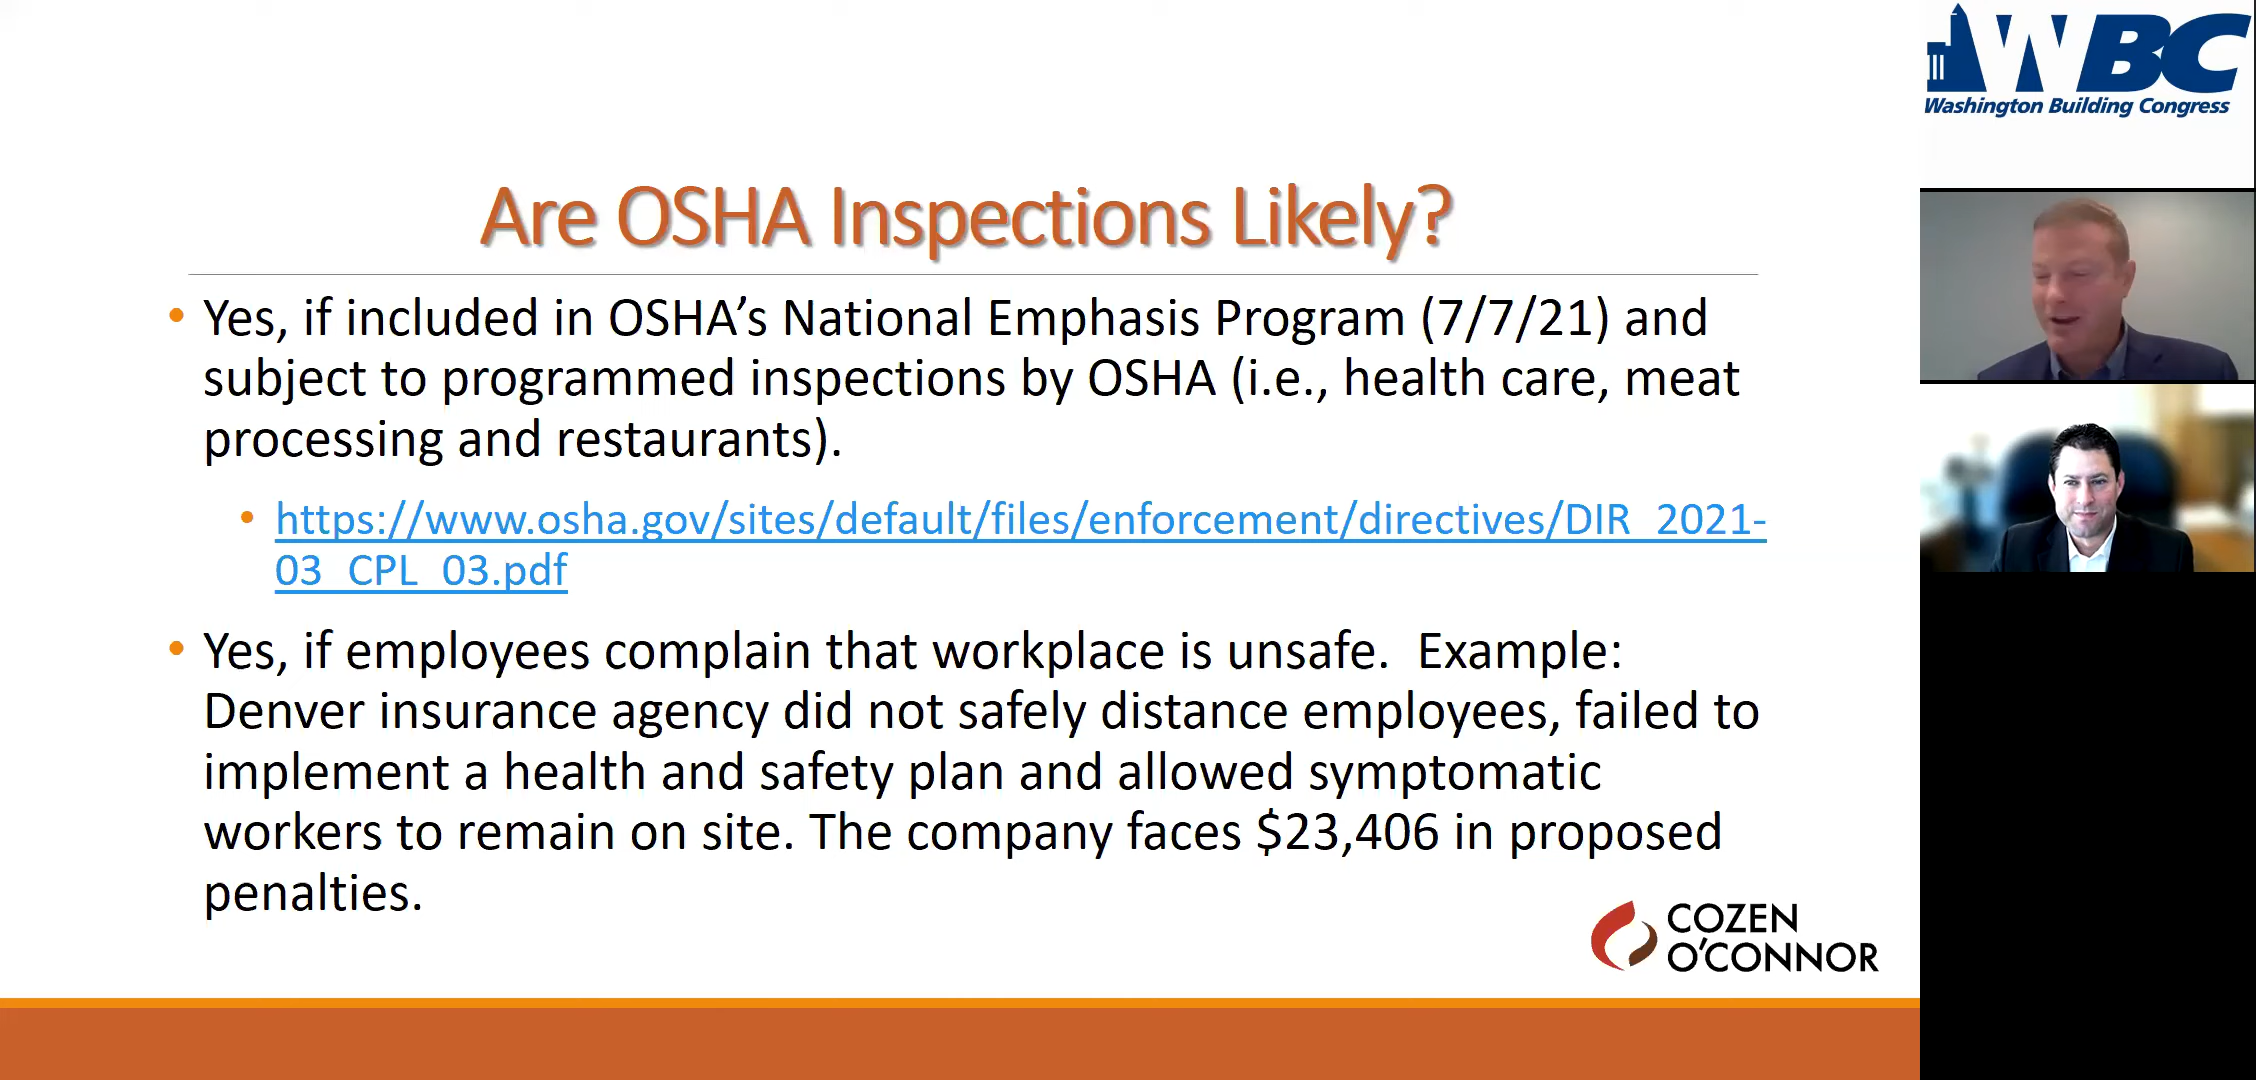 WBC
Washington Building Congress
Are OSHA Inspections Likely?
• Yes, if included in OSHA’s National Emphasis Program (7/7/21) and
subject to programmed inspections by OSHA (i.e., health care, meat
processing and restaurants).
• https://www.osha.gov/sites/default/files/enforcement/directives/DIR_2021-
03_CPL_03.pdf
• Yes, if employees complain that workplace is unsafe.  Example:
Denver insurance agency did not safely distance employees, failed to
implement a health and safety plan and allowed symptomatic
workers to remain on site. The company faces $23,406 in proposed
penalties.
COZEN
O’CONNOR